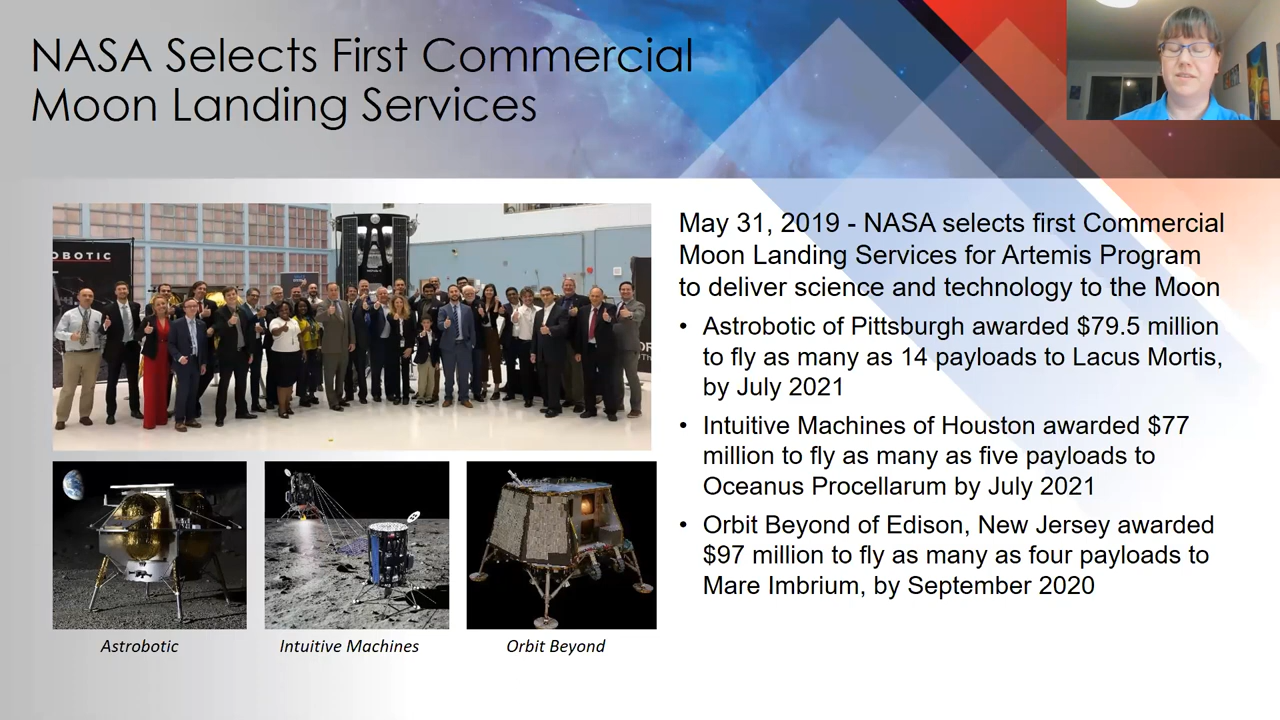 NASA Selects First Commercial
Moon Landing Services
OBOTIC
May 31, 2019 - NASA selects first Commercial
Moon Landing Services for Artemis Program
to deliver science and technology to the Moon
• Astrobotic of Pittsburgh awarded $79.5 million
to fly as many as 14 payloads to Lacus Mortis,
by July 2021
• Intuitive Machines of Houston awarded $77
million to fly as many as five payloads to
Oceanus Procellarum by July 2021
• Orbit Beyond of Edison, New Jersey awarded
$97 million to fly as many as four payloads to
Mare Imbrium, by September 2020
Astrobotic
Intuitive Machines
Orbit Beyond